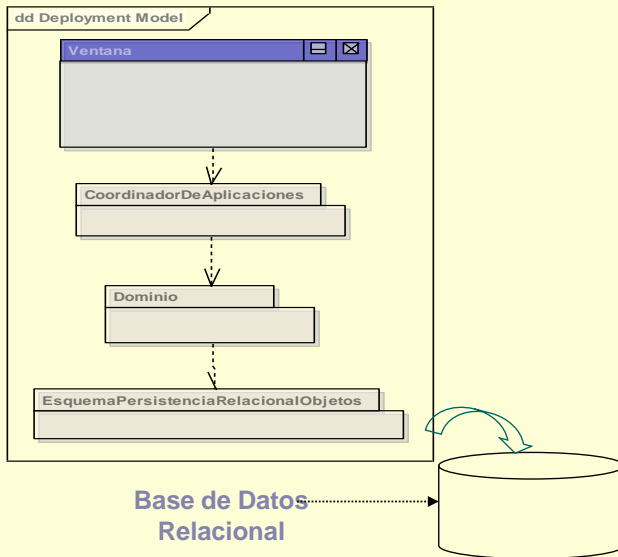 dd Deployment Model
Ventana
CoordinadorDeAplicaciones
Dominio
EsquemaPersistenciaRelacionalObjetos
Base de Datos
Relacional